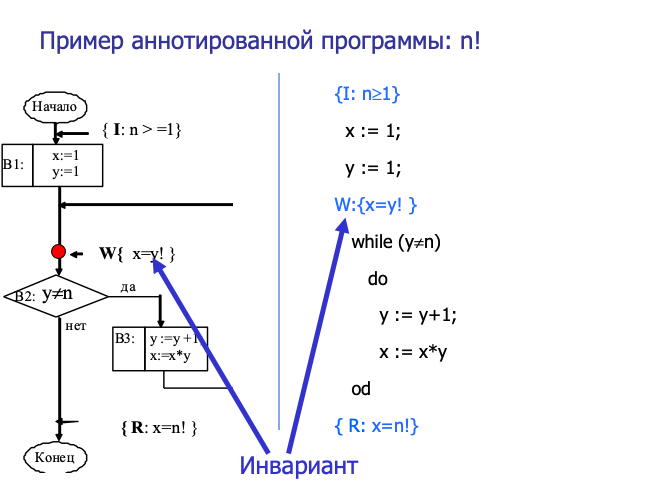 Пример аннотированной программы: n!
Начало
{ I: n > =1}
B1:
x:=1
y:=1
W{ x=y! }
B2: y≠n
да
нет
B3:
y :=y +1
x:=x*y
{ R: x=n! }
Конец
{I: n≥1}
x := 1;
y := 1;
W:{x=y! }
while (y≠n)
do
y := y+1;
x := x*y
od
{ R: x=n!}
Инвариант